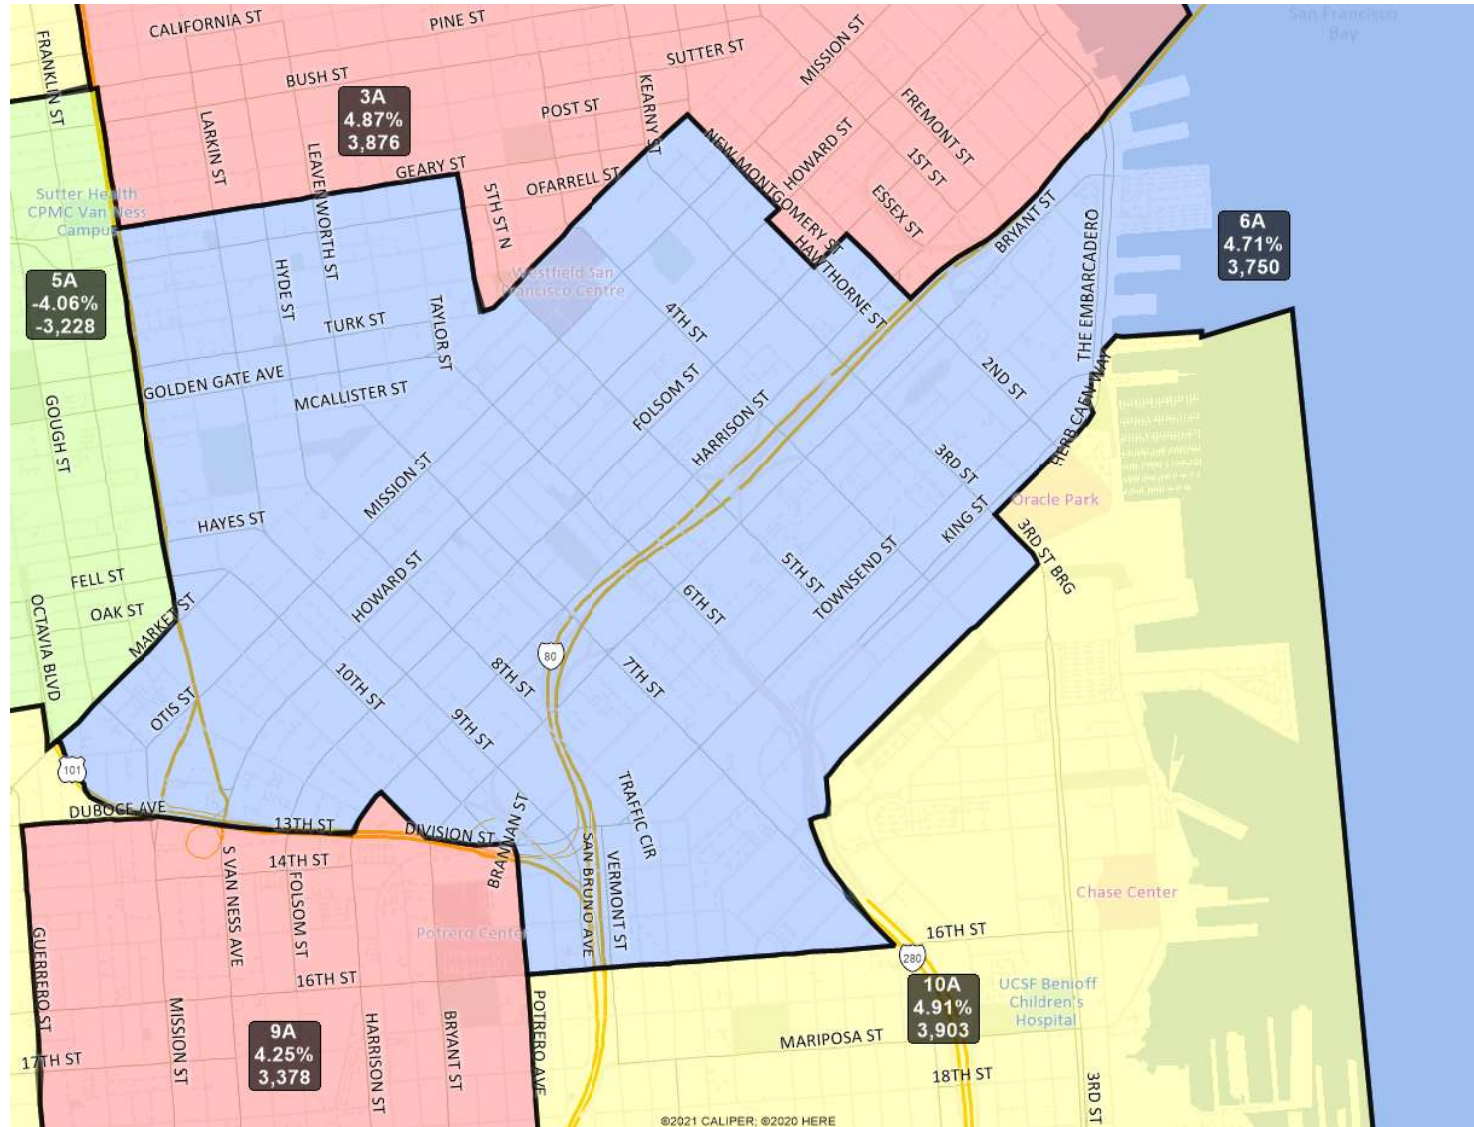 CALIFORNIA ST
PINE ST
SUTTER ST
MISSION ST
San Francisco
Bay
FRANKLIN ST
BUSH ST
3A
4.87%
3,876
POST ST
KEARNY ST
FREMONT ST
LARKIN ST
LEAVENWORTH ST
GEARY ST
OFARRELL ST
NEW MONTGOMERY ST
HOWARD ST
1ST ST
ESSEX ST
Sutter Health
CPMC Van Ness
Campus
5TH ST N
HAWTHORNE ST
BRYANT ST
THE EMBARCADERO
6A
4.71%
3,750
5A
-4.06%
-3,228
HYDE ST
Westfield San
Francisco Centre
TURK ST
TAYLOR ST
4TH ST
GOLDEN GATE AVE
MCALLISTER ST
FOLSOM ST
HARRISON ST
2ND ST
HERB CAEN WAY
GOUGH ST
MISSION ST
3RD ST
Oracle Park
KING ST
3RD ST BRG
HAYES ST
FELL ST
OAK ST
OCTAVIA BLVD
MARKET ST
HOWARD ST
5TH ST
TOWNSEND ST
6TH ST
80
7TH ST
8TH ST
10TH ST
9TH ST
OTIS ST
101
DUBOCE AVE
13TH ST
DIVISION ST
BRANNAN ST
TRAFFIC CIR
14TH ST
S VAN NESS AVE
FOLSOM ST
SAN BRUNO AVE
VERMONT ST
Chase Center
Potrero Center
GUERRERO ST
16TH ST
16TH ST
280
10A
4.91%
3,903
UCSF Benioff
Children's
Hospital
MISSION ST
9A
4.25%
3,378
HARRISON ST
BRYANT ST
POTRERO AVE
MARIPOSA ST
17TH ST
18TH ST
3RD ST
©2021 CALIPER; ©2020 HERE